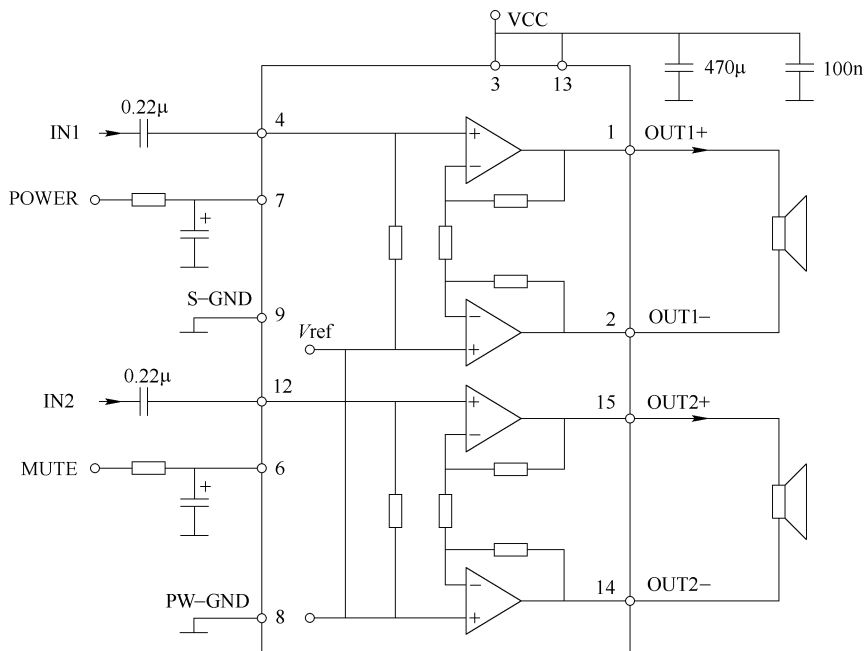 VCC
3
13
470μ
100n
0.22μ
IN1
4
+
−
1
OUT1+
POWER
7
+
S−GND
9
Vref
−
+
2
OUT1−
0.22μ
IN2
12
+
−
15
OUT2+
MUTE
6
+
PW−GND
8
−
+
14
OUT2−